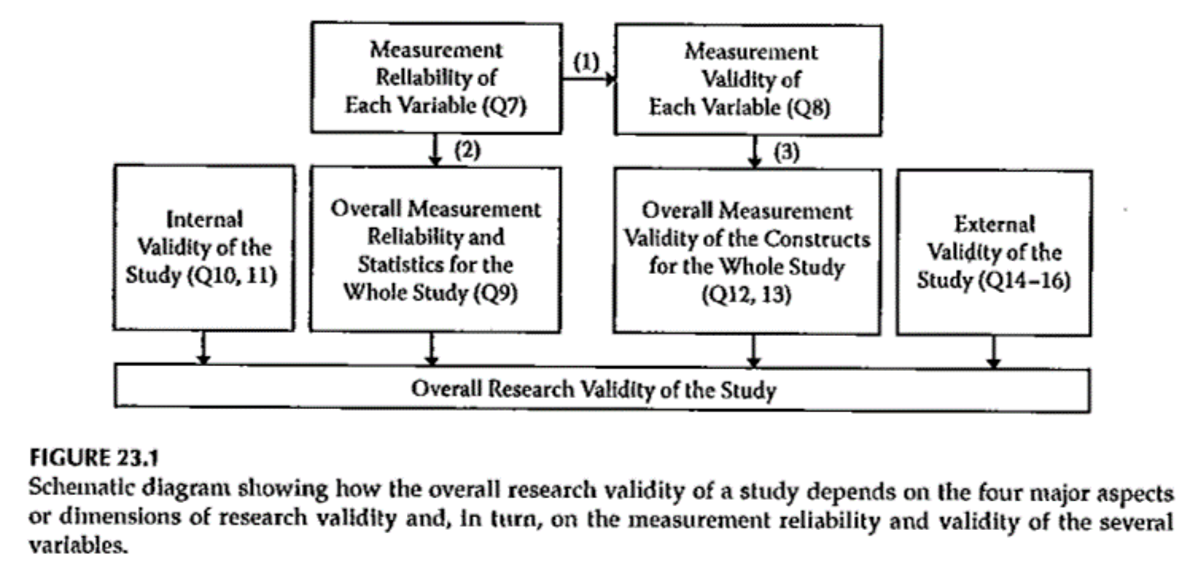 Measurement
Reliability of
Each Variable (Q7)
(1)
Measurement
Validity of
Each Variable (Q8)
(2)
(3)
Internal
Validity of the
Study (Q10, 11)
Overall Measurement
Reliability and
Statistics for the
Whole Study (Q9)
Overall Measurement
Validity of the Constructs
for the Whole Study
(Q12, 13)
External
Validity of the
Study (Q14–16)
Overall Research Validity of the Study
FIGURE 23.1
Schematic diagram showing how the overall research validity of a study depends on the four major aspects
or dimensions of research validity and, in turn, on the measurement reliability and validity of the several
variables.